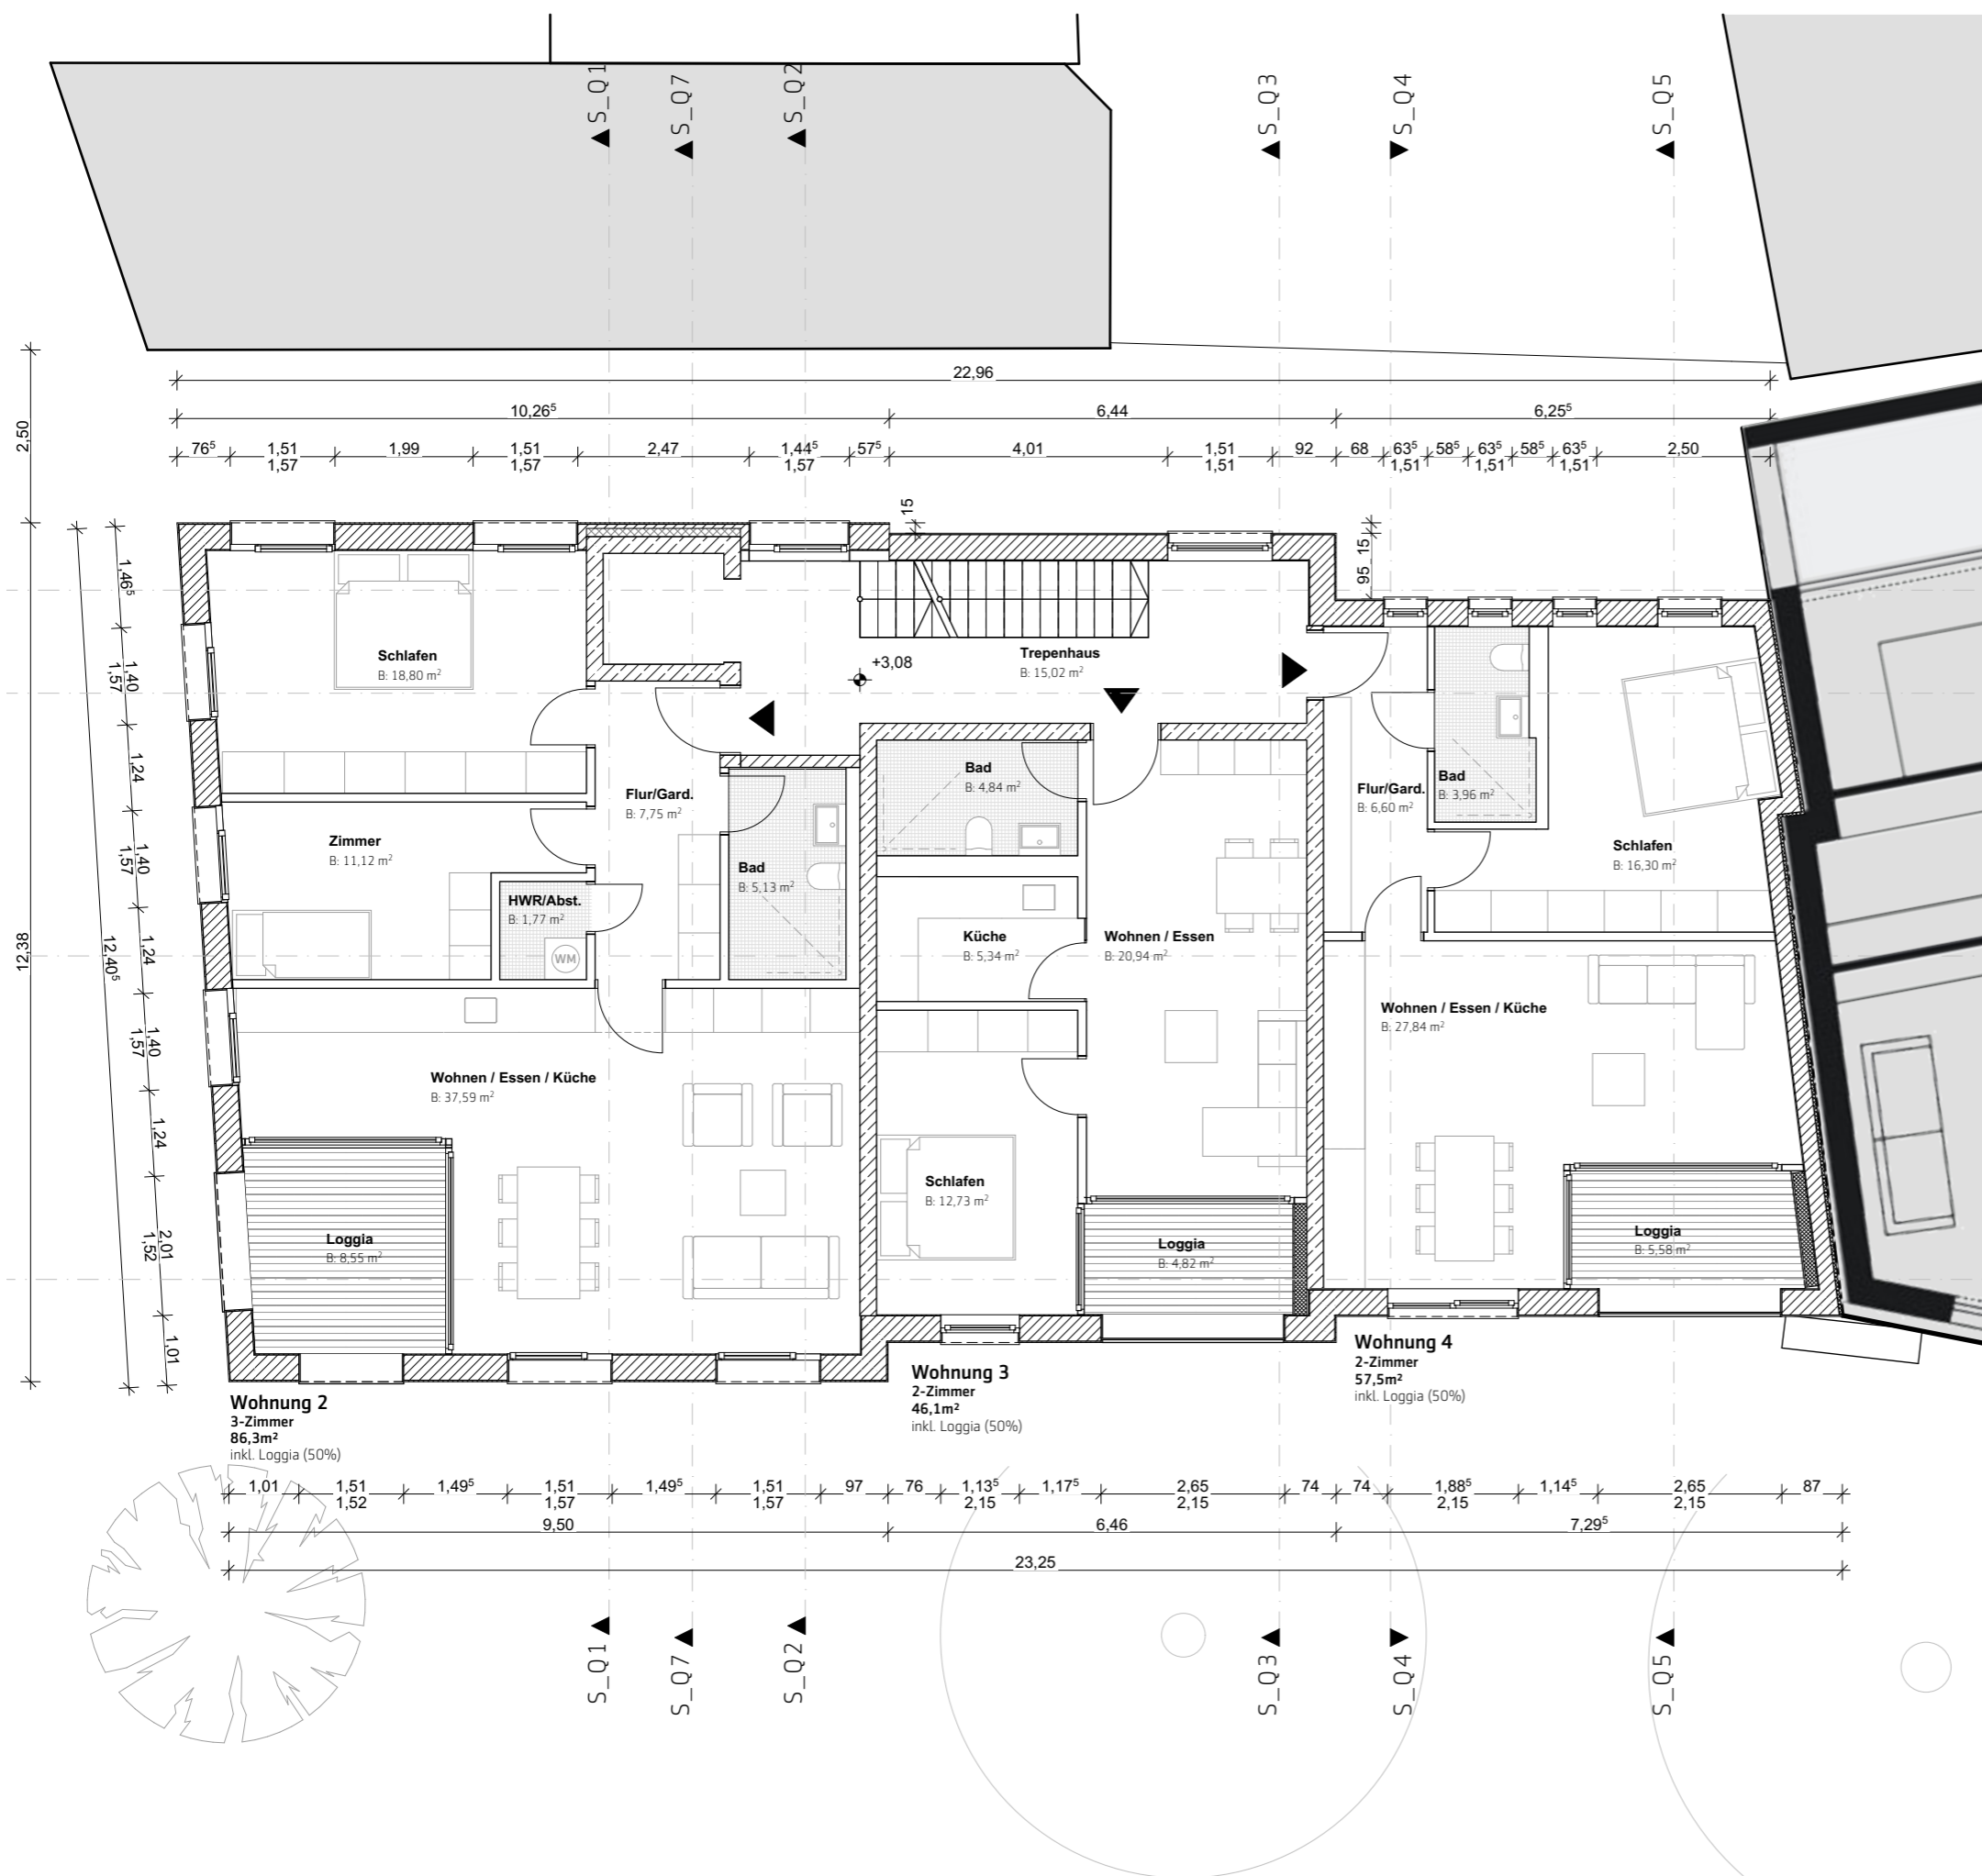 S_Q1
S_Q7
S_Q2
S_Q3
S_Q4
S_Q5
22,96
10,26⁵
6,44
6,25⁵
76⁵
1,51
1,57
1,99
1,51
1,57
2,47
1,44⁵
1,57
57⁵
4,01
1,51
1,51
92
68
63⁵
1,51
58⁵
63⁵
1,51
58⁵
63⁵
1,51
2,50
2,50
12,38
12,40⁵
1,46⁵
1,40
1,57
1,24
1,40
1,57
1,24
1,40
1,57
1,24
2,01
1,52
1,01
15
15
95
Schlafen
B: 18,80 m²
+3,08
Trepenhaus
B: 15,02 m²
Flur/Gard.
B: 7,75 m²
Bad
B: 4,84 m²
Flur/Gard.
B: 6,60 m²
Bad
B: 3,96 m²
Zimmer
B: 11,12 m²
Bad
B: 5,13 m²
Schlafen
B: 16,30 m²
HWR/Abst.
B: 1,77 m²
WM
Küche
B: 5,34 m²
Wohnen / Essen
B: 20,94 m²
Wohnen / Essen / Küche
B: 27,84 m²
Wohnen / Essen / Küche
B: 37,59 m²
Schlafen
B: 12,73 m²
Loggia
B: 8,55 m²
Loggia
B: 4,82 m²
Loggia
B: 5,58 m²
Wohnung 2
3-Zimmer
86,3m²
inkl. Loggia (50%)
Wohnung 3
2-Zimmer
46,1m²
inkl. Loggia (50%)
Wohnung 4
2-Zimmer
57,5m²
inkl. Loggia (50%)
1,01
1,51
1,52
1,49⁵
1,51
1,57
1,49⁵
1,51
1,57
97
76
1,13⁵
2,15
1,17⁵
2,65
2,15
74
74
1,88⁵
2,15
1,14⁵
2,65
2,15
87
9,50
6,46
7,29⁵
23,25
S_Q1
S_Q7
S_Q2
S_Q3
S_Q4
S_Q5